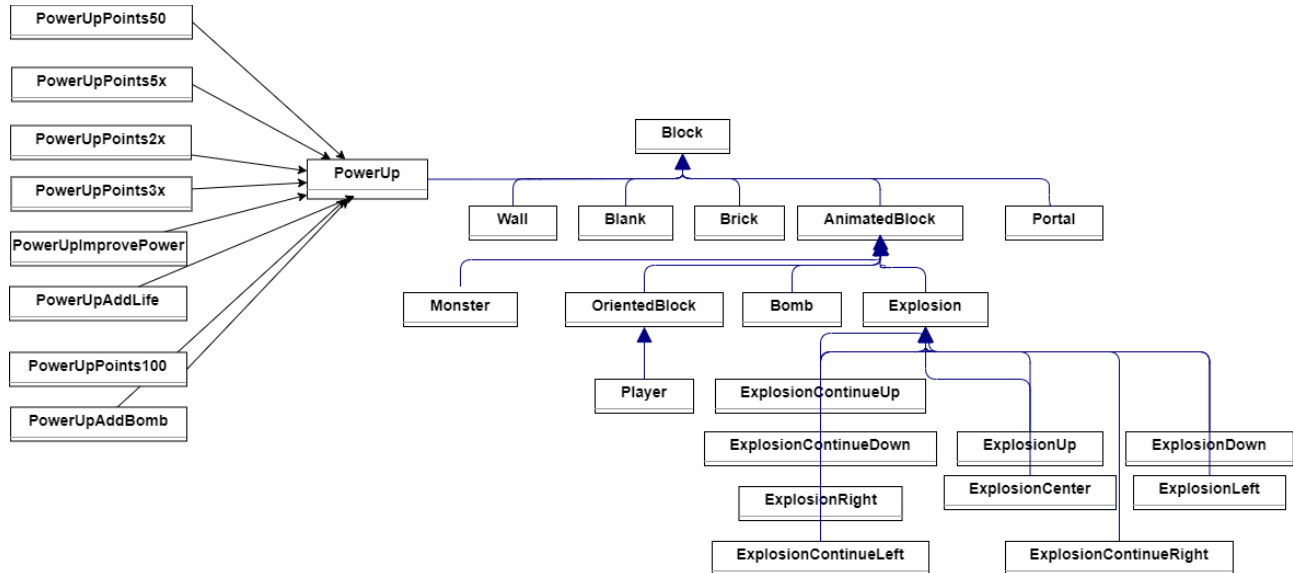 PowerUpPoints50
PowerUpPoints5x
PowerUpPoints2x
PowerUpPoints3x
PowerUpImprovePower
PowerUpAddLife
PowerUpPoints100
PowerUpAddBomb
PowerUp
Block
Wall
Blank
Brick
AnimatedBlock
Portal
Monster
OrientedBlock
Bomb
Explosion
Player
ExplosionContinueUp
ExplosionContinueDown
ExplosionUp
ExplosionDown
ExplosionRight
ExplosionCenter
ExplosionLeft
ExplosionContinueLeft
ExplosionContinueRight